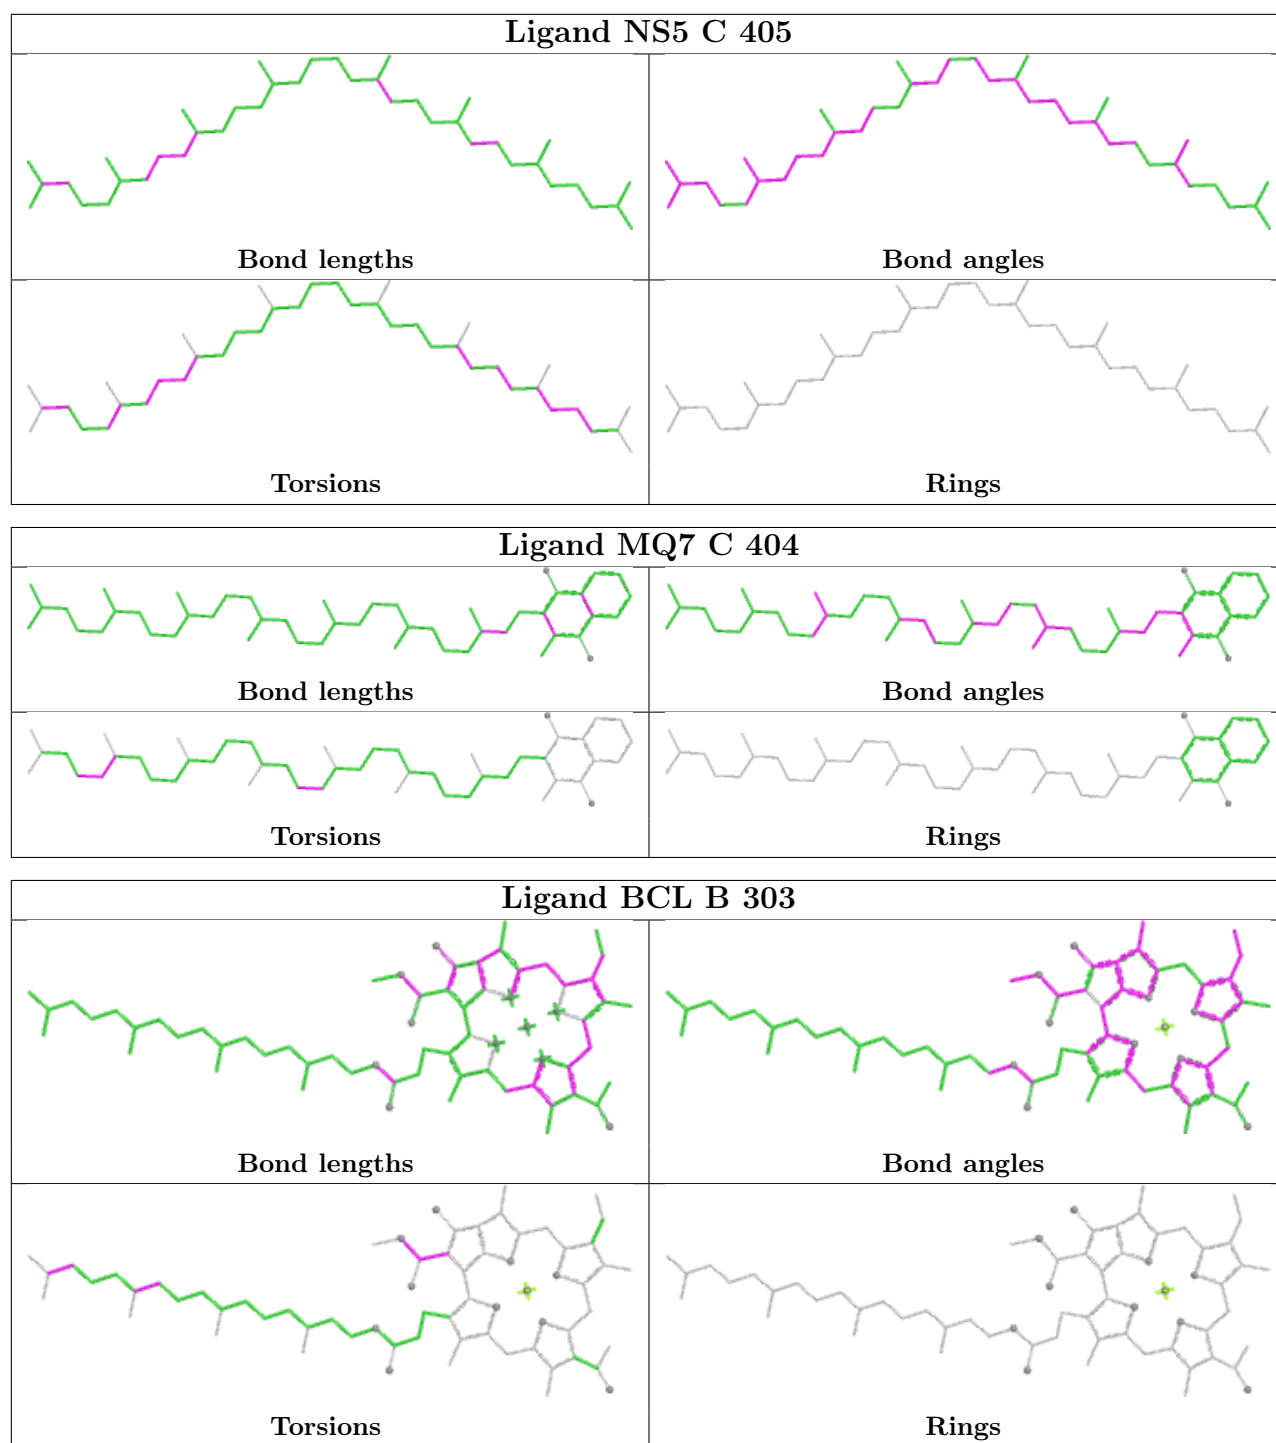 Ligand NS5 C 405
Bond lengths
Bond angles
Torsions
Rings
Ligand MQ7 C 404
Bond lengths
Bond angles
Torsions
Rings
Ligand BCL B 303
Bond lengths
Bond angles
Torsions
Rings